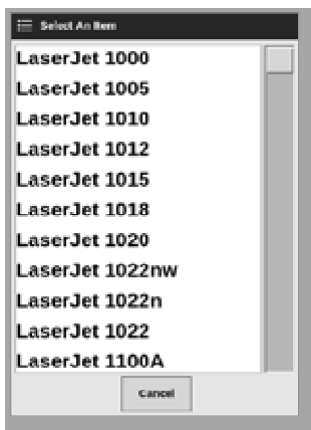 Select An Item
LaserJet 1000
LaserJet 1005
LaserJet 1010
LaserJet 1012
LaserJet 1015
LaserJet 1018
LaserJet 1020
LaserJet 1022nw
LaserJet 1022n
LaserJet 1022
LaserJet 1100A
Cancel